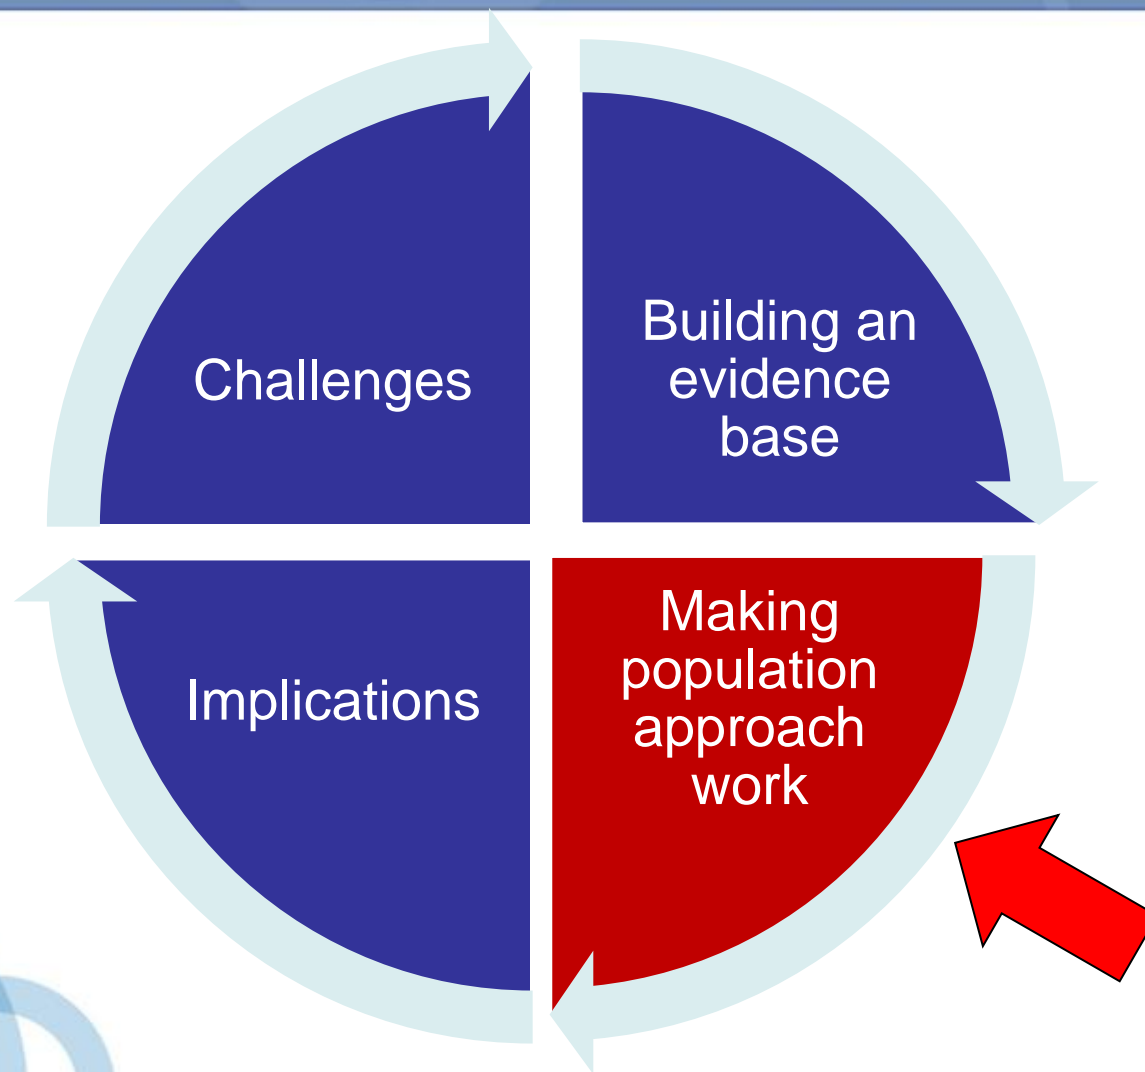 Challenges
Building an
evidence
base
Implications
Making
population
approach
work